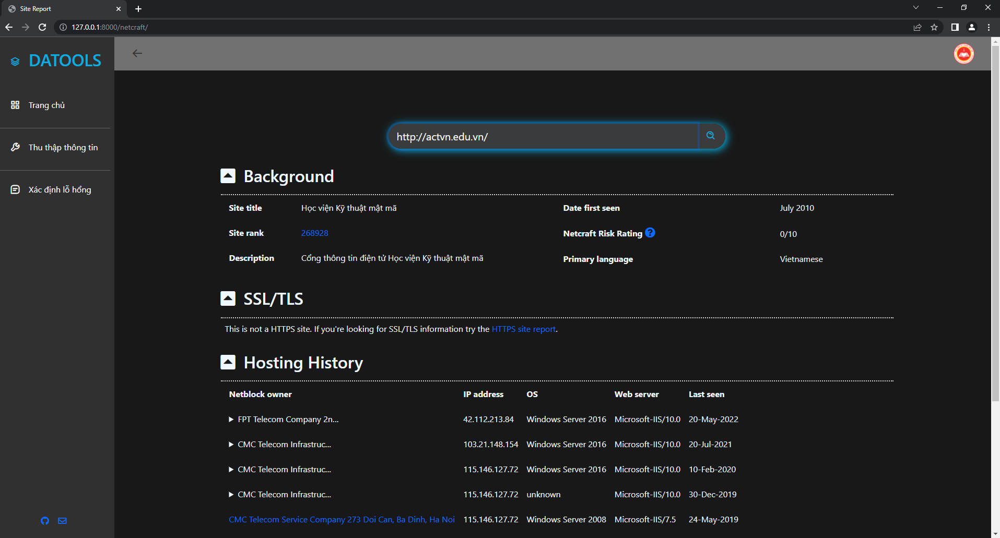 Site Report
127.0.0.1:8000/netcraft/
DATOOLS
Trang chủ
Thu thập thông tin
Xác định lỗ hổng
http://actvn.edu.vn/
Background
Site title Học viện Kỹ thuật mật mã Date first seen July 2010
Site rank 268928 Netcraft Risk Rating ? 0/10
Description Cổng thông tin điện tử Học viện Kỹ thuật mật mã Primary language Vietnamese
SSL/TLS
This is not a HTTPS site. If you're looking for SSL/TLS information try the HTTPS site report.
Hosting History
Netblock owner IP address OS Web server Last seen
FPT Telecom Company 2n... 42.112.213.84 Windows Server 2016 Microsoft-IIS/10.0 20-May-2022
CMC Telecom Infrastruc... 103.21.148.154 Windows Server 2016 Microsoft-IIS/10.0 20-Jul-2021
CMC Telecom Infrastruc... 115.146.127.72 Windows Server 2016 Microsoft-IIS/10.0 10-Feb-2020
CMC Telecom Infrastruc... 115.146.127.72 unknown Microsoft-IIS/10.0 30-Dec-2019
CMC Telecom Service Company 273 Doi Can, Ba Dinh, Ha Noi 115.146.127.72 Windows Server 2008 Microsoft-IIS/7.5 24-May-2019